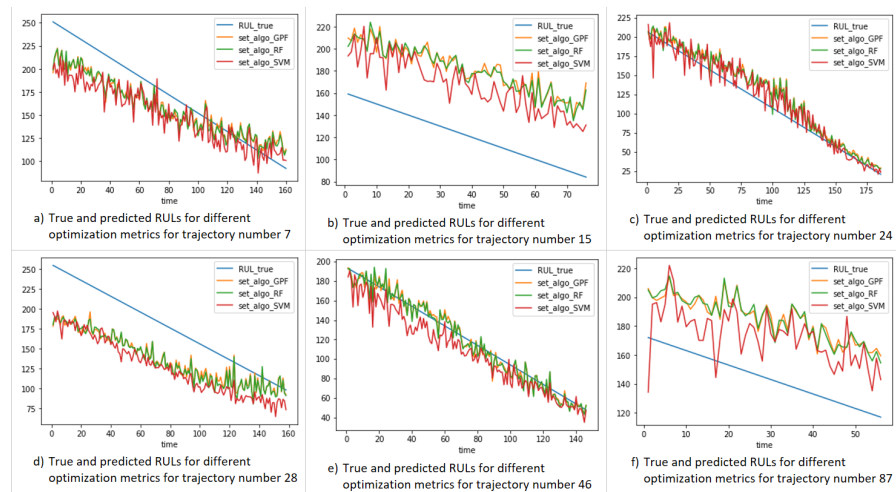 RUL_true
set_algo_GPF
set_algo_RF
set_algo_SVM
250
225
200
175
150
125
100
0 20 40 60 80 100 120 140 160
time
a) True and predicted RULs for different
optimization metrics for trajectory number 7
RUL_true
set_algo_GPF
set_algo_RF
set_algo_SVM
220
200
180
160
140
120
100
80
0 10 20 30 40 50 60 70
time
b) True and predicted RULs for different
optimization metrics for trajectory number 15
RUL_true
set_algo_GPF
set_algo_RF
set_algo_SVM
225
200
175
150
125
100
75
50
25
0 25 50 75 100 125 150 175
time
c) True and predicted RULs for different
optimization metrics for trajectory number 24
RUL_true
set_algo_GPF
set_algo_RF
set_algo_SVM
250
225
200
175
150
125
100
75
0 20 40 60 80 100 120 140 160
time
d) True and predicted RULs for different
optimization metrics for trajectory number 28
RUL_true
set_algo_GPF
set_algo_RF
set_algo_SVM
200
180
160
140
120
100
80
60
40
0 20 40 60 80 100 120 140
time
e) True and predicted RULs for different
optimization metrics for trajectory number 46
RUL_true
set_algo_GPF
set_algo_RF
set_algo_SVM
220
200
180
160
140
120
0 10 20 30 40 50
time
f) True and predicted RULs for different
optimization metrics for trajectory number 87